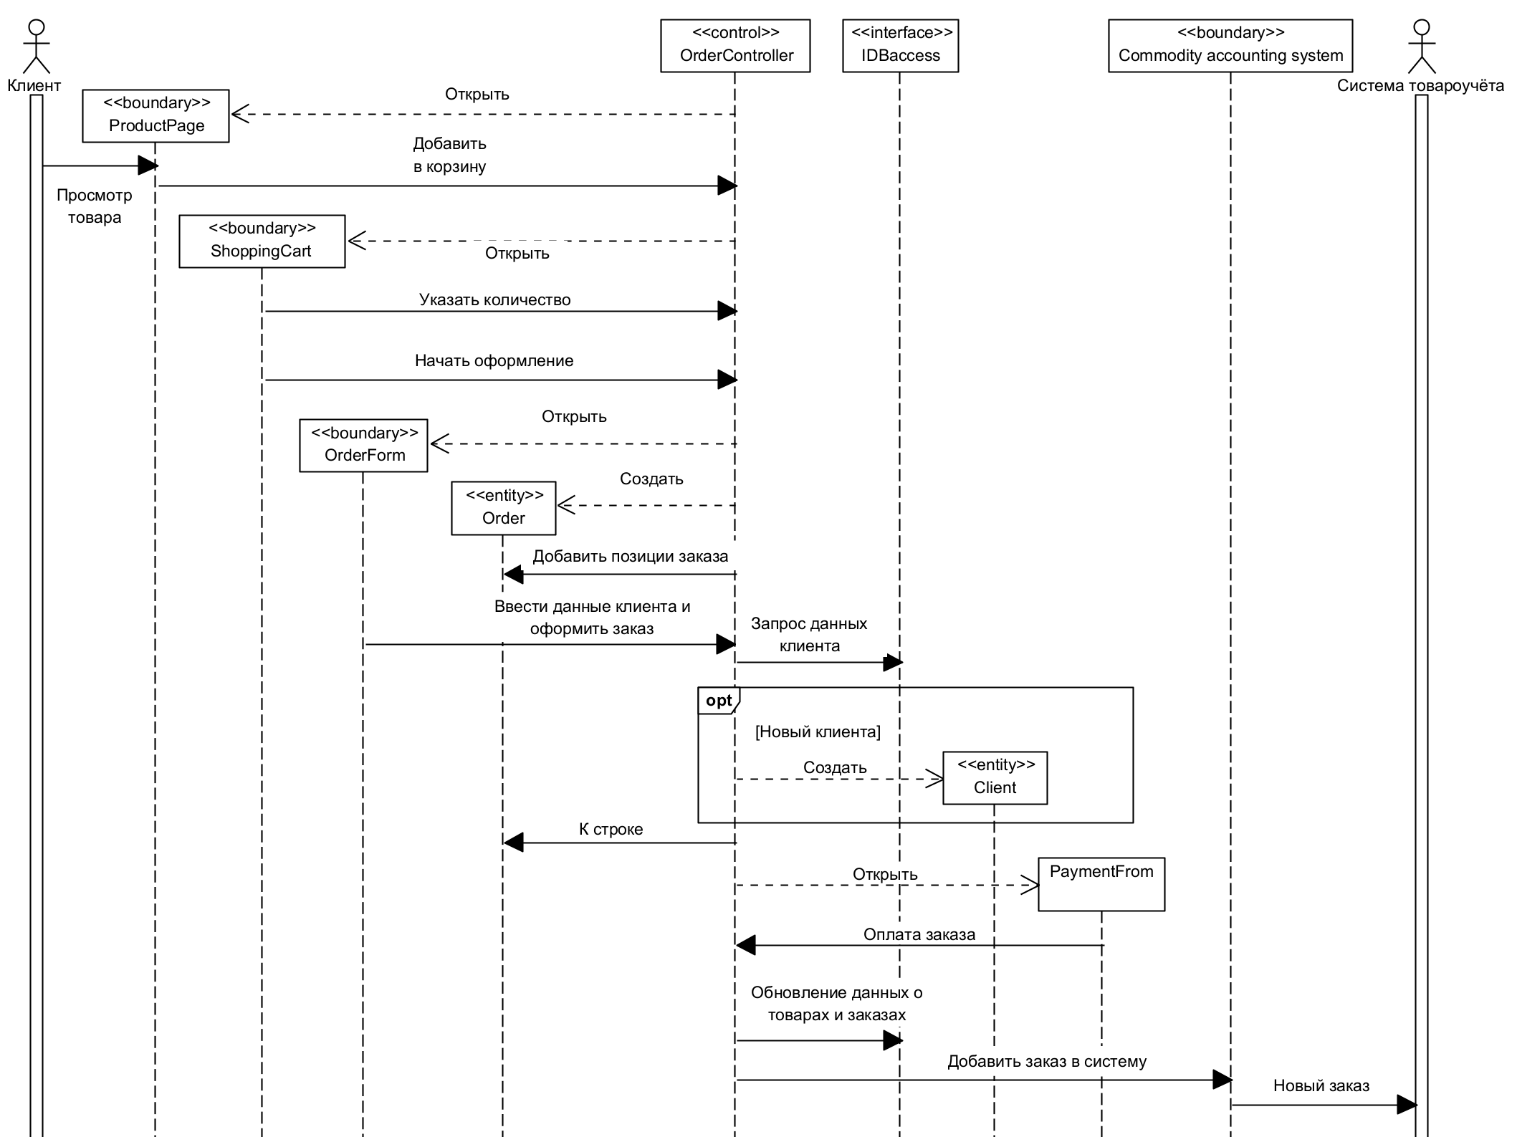 <<control>>
OrderController
<<interface>>
IDBaccess
<<boundary>>
Commodity accounting system
Клиент
Система товароучёта
<<boundary>>
ProductPage
Открыть
Добавить
в корзину
Просмотр
товара
<<boundary>>
ShoppingCart
Открыть
Указать количество
Начать оформление
<<boundary>>
OrderForm
Открыть
<<entity>>
Order
Создать
Добавить позиции заказа
Ввести данные клиента и
оформить заказ
Запрос данных
клиента
opt
[Новый клиента]
Создать
<<entity>>
Client
К строке
Открыть
PaymentFrom
Оплата заказа
Обновление данных о
товарах и заказах
Добавить заказ в систему
Новый заказ